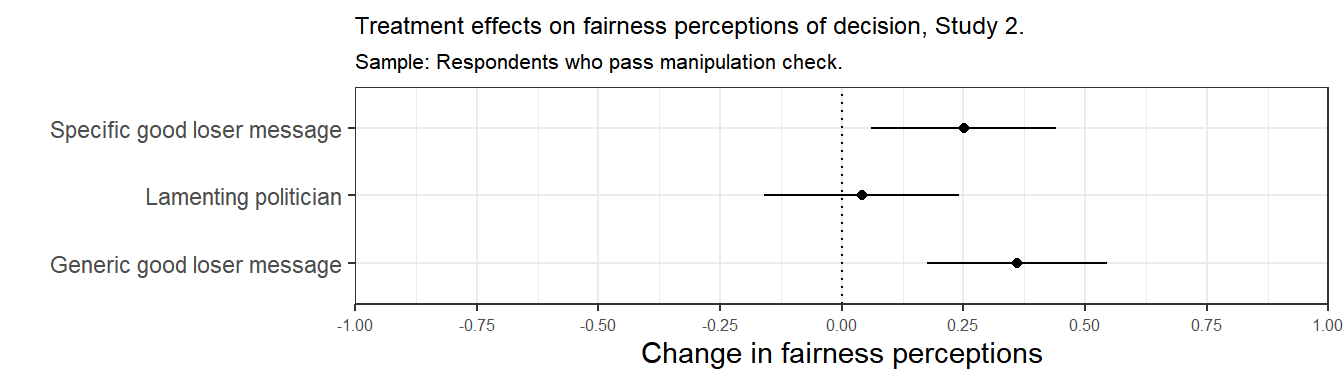 Treatment effects on fairness perceptions of decision, Study 2.
Sample: Respondents who pass manipulation check.
Specific good loser message
Lamenting politician
Generic good loser message
-1.00 -0.75 -0.50 -0.25 0.00 0.25 0.50 0.75 1.00
Change in fairness perceptions